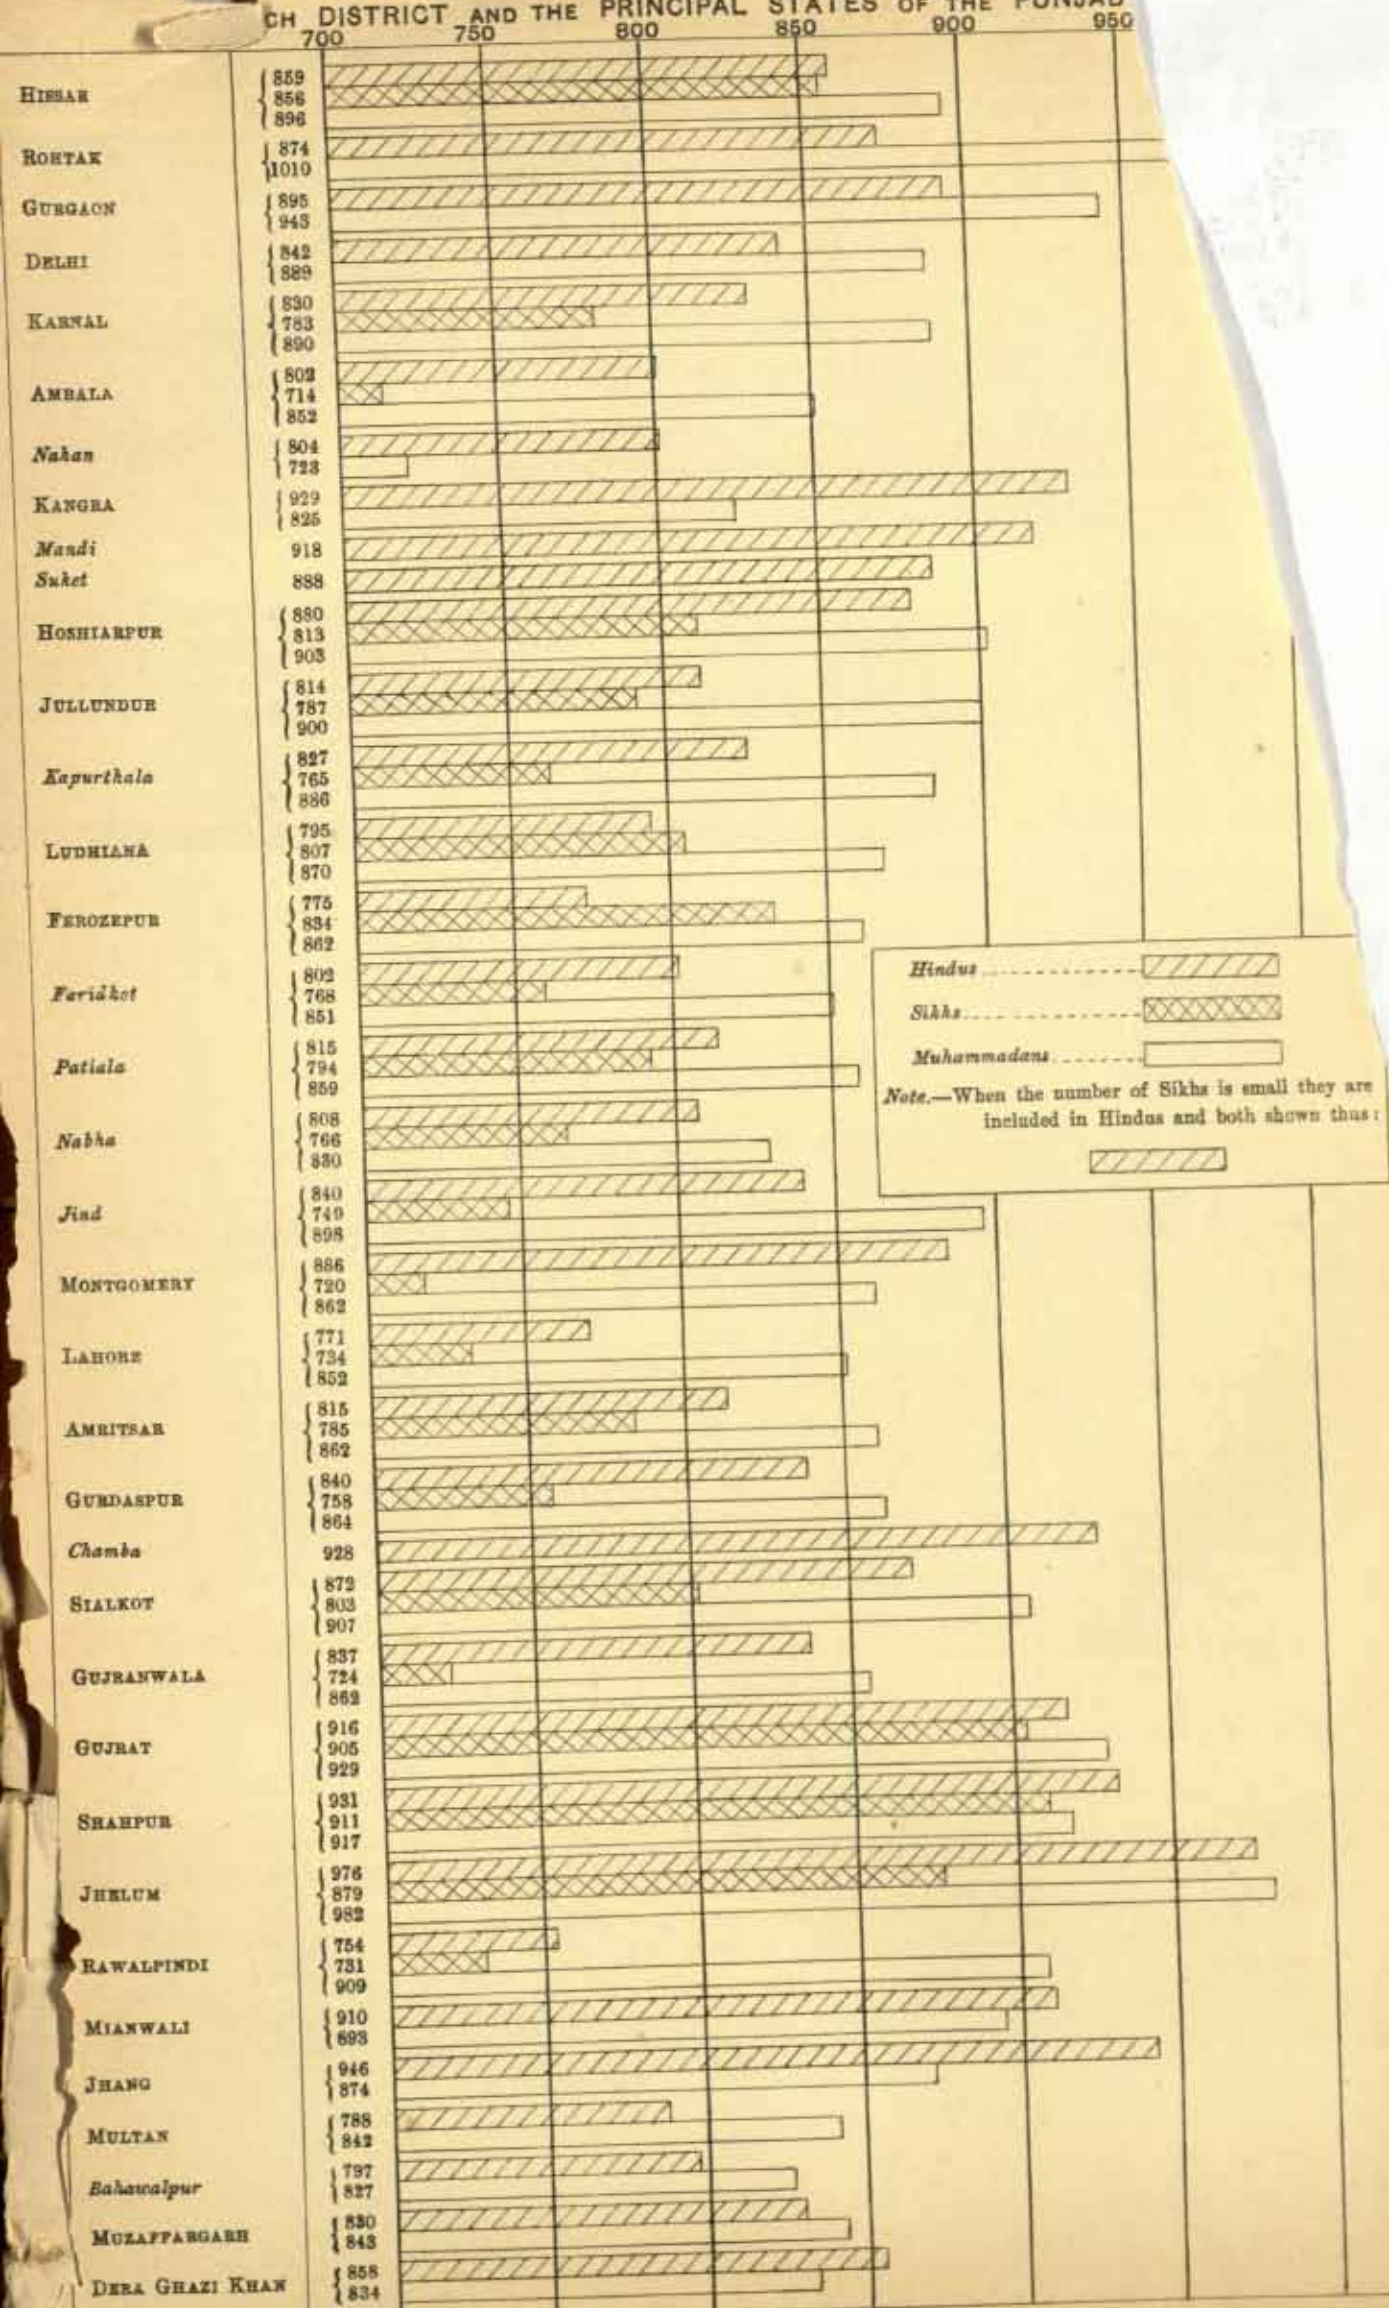 CH DISTRICT AND THE PRINCIPAL STATES OF THE PUNJAB
700 750 800 850 900 950
HISSAR 859
856
896
ROHTAK 874
1010
GURGAON 895
943
DELHI 842
889
KARNAL 830
783
890
AMBALA 802
714
852
Nahan 804
723
KANGRA 929
825
Mandi 918
Suket 888
HOSHIARPUR 880
813
903
JULLUNDUR 814
787
900
Kapurthala 827
765
886
LUDHIANA 795
807
870
FEROZEPUR 775
834
862
Faridkot 802
768
851
Patiala 815
794
859
Nabha 808
766
830
Jind 840
749
898
MONTGOMERY 886
720
862
LAHORE 771
734
852
AMRITSAR 815
785
862
GURDASPUR 840
758
864
Chamba 928
SIALKOT 872
803
907
GUJRANWALA 837
724
862
GUJRAT 916
905
929
SHAHPUR 931
911
917
JHELUM 976
879
982
RAWALPINDI 754
731
909
MIANWALI 910
893
JHANG 946
874
MULTAN 788
842
Bahawalpur 797
827
MUZAFFARGARH 830
843
DERA GHAZI KHAN 858
834
Hindus
Sikhs
Muhammadans
Note.—When the number of Sikhs is small they are
included in Hindus and both shown thus: